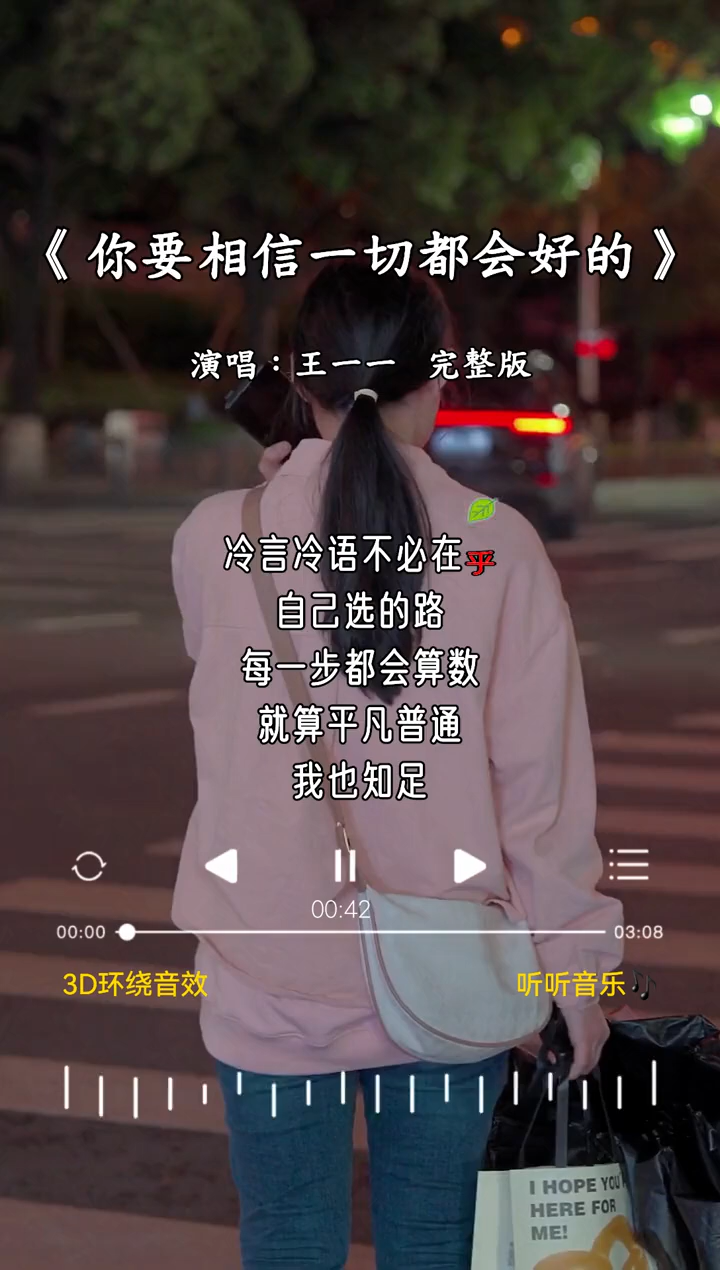 《你要相信一切都会好的》
演唱：王一一 完整版
冷言冷语不必在乎
自己选的路
每一步都会算数
就算平凡普通
我也知足
00:42
00:00 03:08
3D环绕音效 听听音乐🎶
I HOPE YOU
HERE FOR
ME!